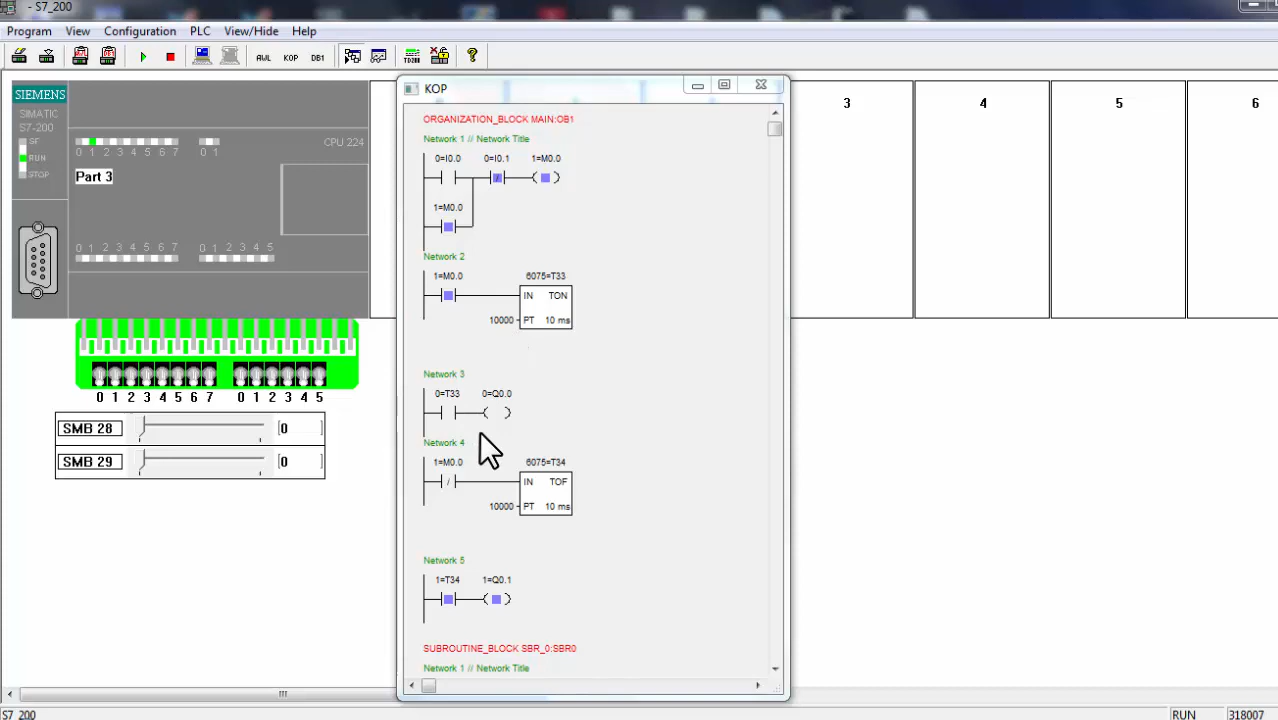 - S7_200
Program View Configuration PLC View/Hide Help
AWL KOP DB1
TD200
SIEMENS
SIMATIC
S7-200
SF
RUN
STOP
0 1 2 3 4 5 6 7 0 1
CPU 224
Part 3
0 1 2 3 4 5 6 7 0 1 2 3 4 5
0 1 2 3 4 5 6 7 0 1 2 3 4 5
SMB 28 0
SMB 29 0
KOP
ORGANIZATION_BLOCK MAIN:OB1
Network 1 // Network Title
0=I0.0 0=I0.1 1=M0.0
1=M0.0
Network 2
1=M0.0 6075=T33
IN TON
10000 PT 10 ms
Network 3
0=T33 0=Q0.0
Network 4
1=M0.0 6075=T34
IN TOF
10000 PT 10 ms
Network 5
1=T34 1=Q0.1
SUBROUTINE_BLOCK SBR_0:SBR0
Network 1 // Network Title
3 4 5 6
S7_200 RUN 318007